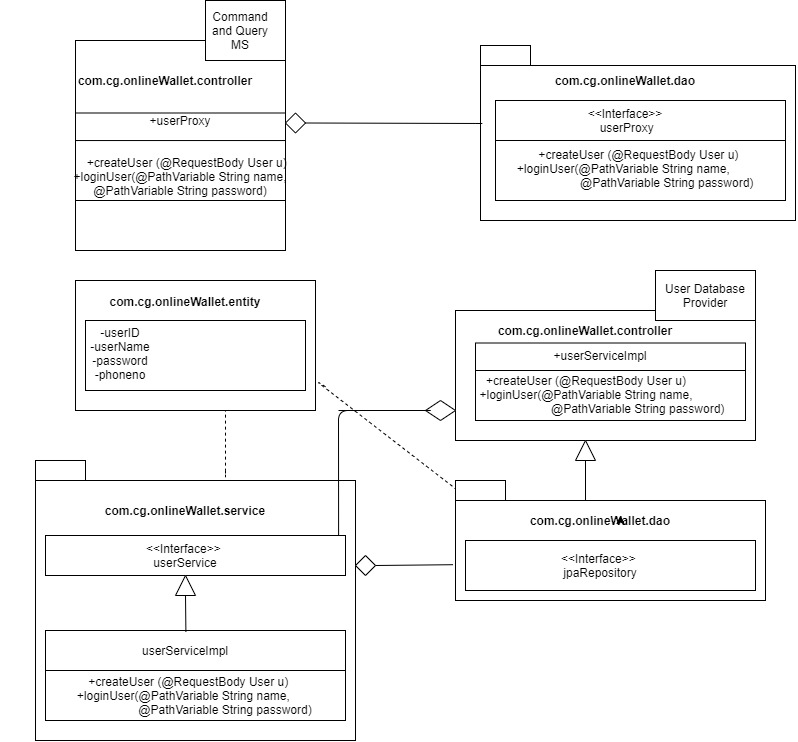 Command
and Query
MS
com.cg.onlineWallet.controller
+userProxy
+createUser (@RequestBody User u)
+loginUser(@PathVariable String name,
@PathVariable String password)
com.cg.onlineWallet.dao
<<Interface>>
userProxy
+createUser (@RequestBody User u)
+loginUser(@PathVariable String name,
@PathVariable String password)
com.cg.onlineWallet.entity
-userID
-userName
-password
-phoneno
User Database
Provider
com.cg.onlineWallet.controller
+userServiceImpl
+createUser (@RequestBody User u)
+loginUser(@PathVariable String name,
@PathVariable String password)
com.cg.onlineWallet.service
<<Interface>>
userService
userServiceImpl
+createUser (@RequestBody User u)
+loginUser(@PathVariable String name,
@PathVariable String password)
com.cg.onlineWallet.dao
<<Interface>>
jpaRepository